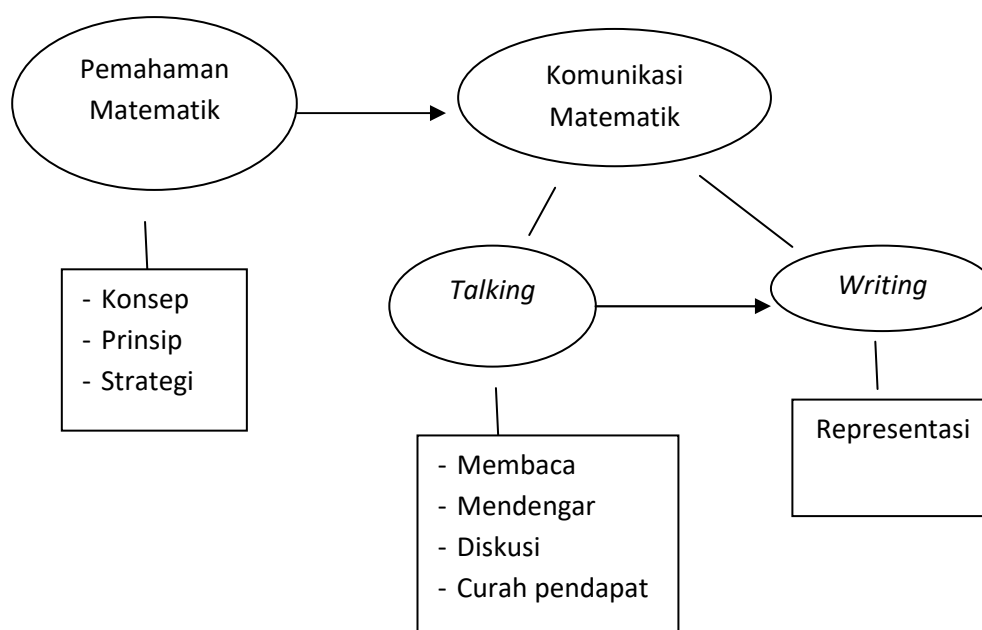 Pemahaman
Matematik
Komunikasi
Matematik
Talking
Writing
- Konsep
- Prinsip
- Strategi
Representasi
- Membaca
- Mendengar
- Diskusi
- Curah pendapat